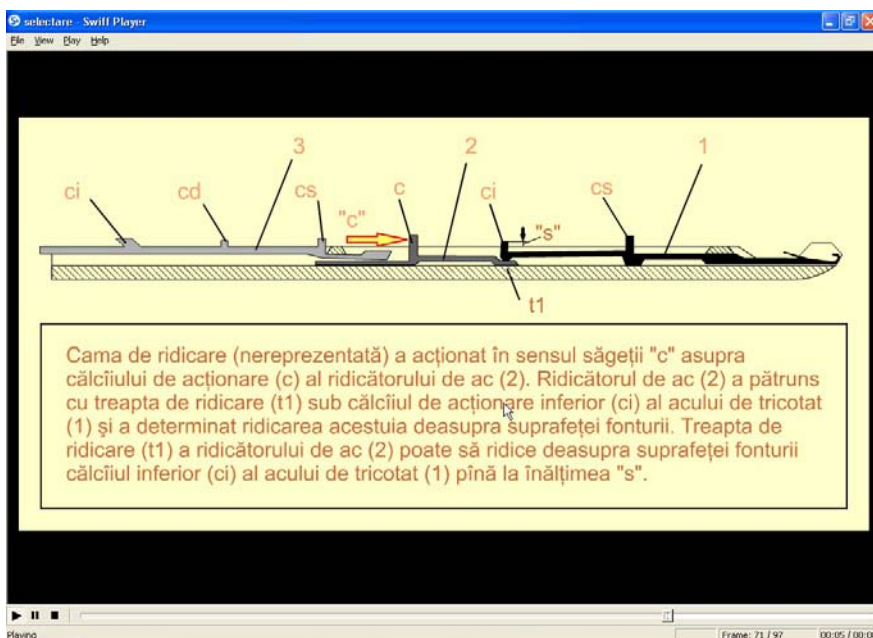 selectare - Swiff Player
File View Play Help
3 2 1
ci cd cs "c" c ci "s" cs
t1
Cama de ridicare (nereprezentată) a acționat în sensul săgeții "c" asupra
călcîiului de acționare (c) al ridicătorului de ac (2). Ridicătorul de ac (2) a pătruns
cu treapta de ridicare (t1) sub călcîiul de acționare inferior (ci) al acului de tricotat
(1) și a determinat ridicarea acestuia deasupra suprafeței fonturii. Treapta de
ridicare (t1) a ridicătorului de ac (2) poate să ridice deasupra suprafeței fonturii
călcîiul inferior (ci) al acului de tricotat (1) pînă la înălțimea "s".
Playing Frame: 71 / 97 00:05 /